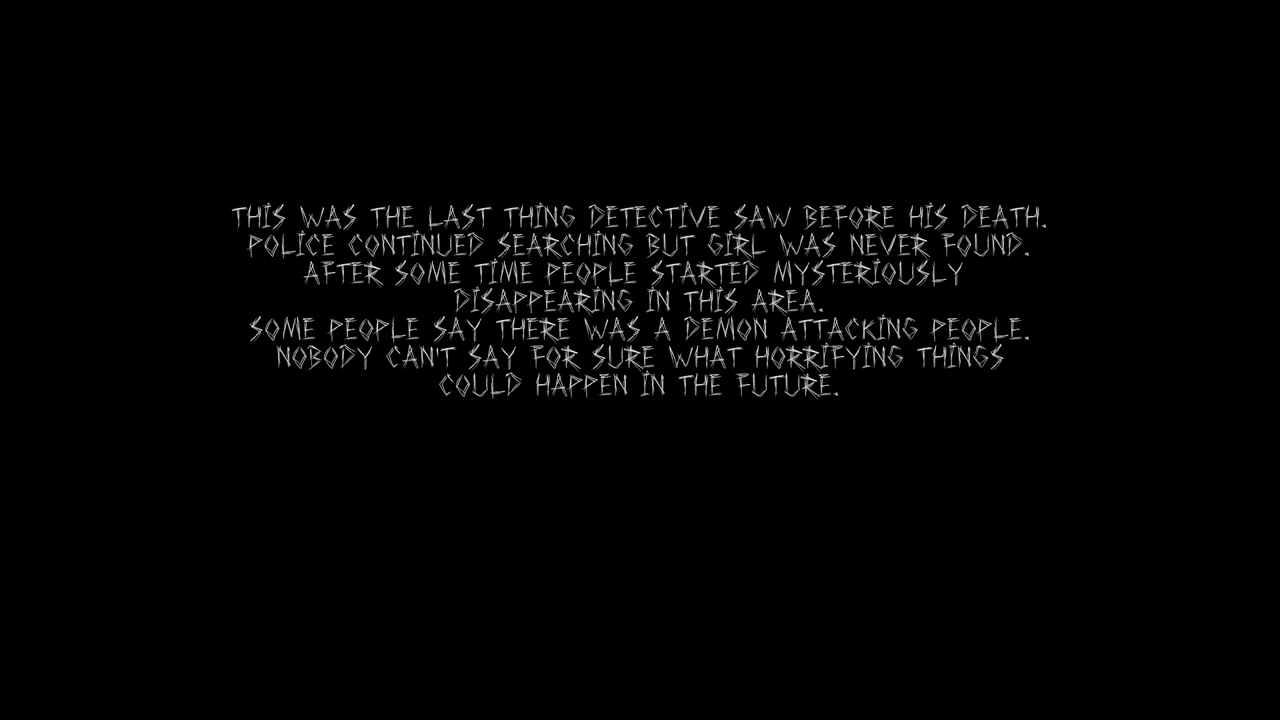 THIS WAS THE LAST THING DETECTIVE SAW BEFORE HIS DEATH.
POLICE CONTINUED SEARCHING BUT GIRL WAS NEVER FOUND.
AFTER SOME TIME PEOPLE STARTED MYSTERIOUSLY
DISAPPEARING IN THIS AREA.
SOME PEOPLE SAY THERE WAS A DEMON ATTACKING PEOPLE.
NOBODY CAN'T SAY FOR SURE WHAT HORRIFYING THINGS
COULD HAPPEN IN THE FUTURE.